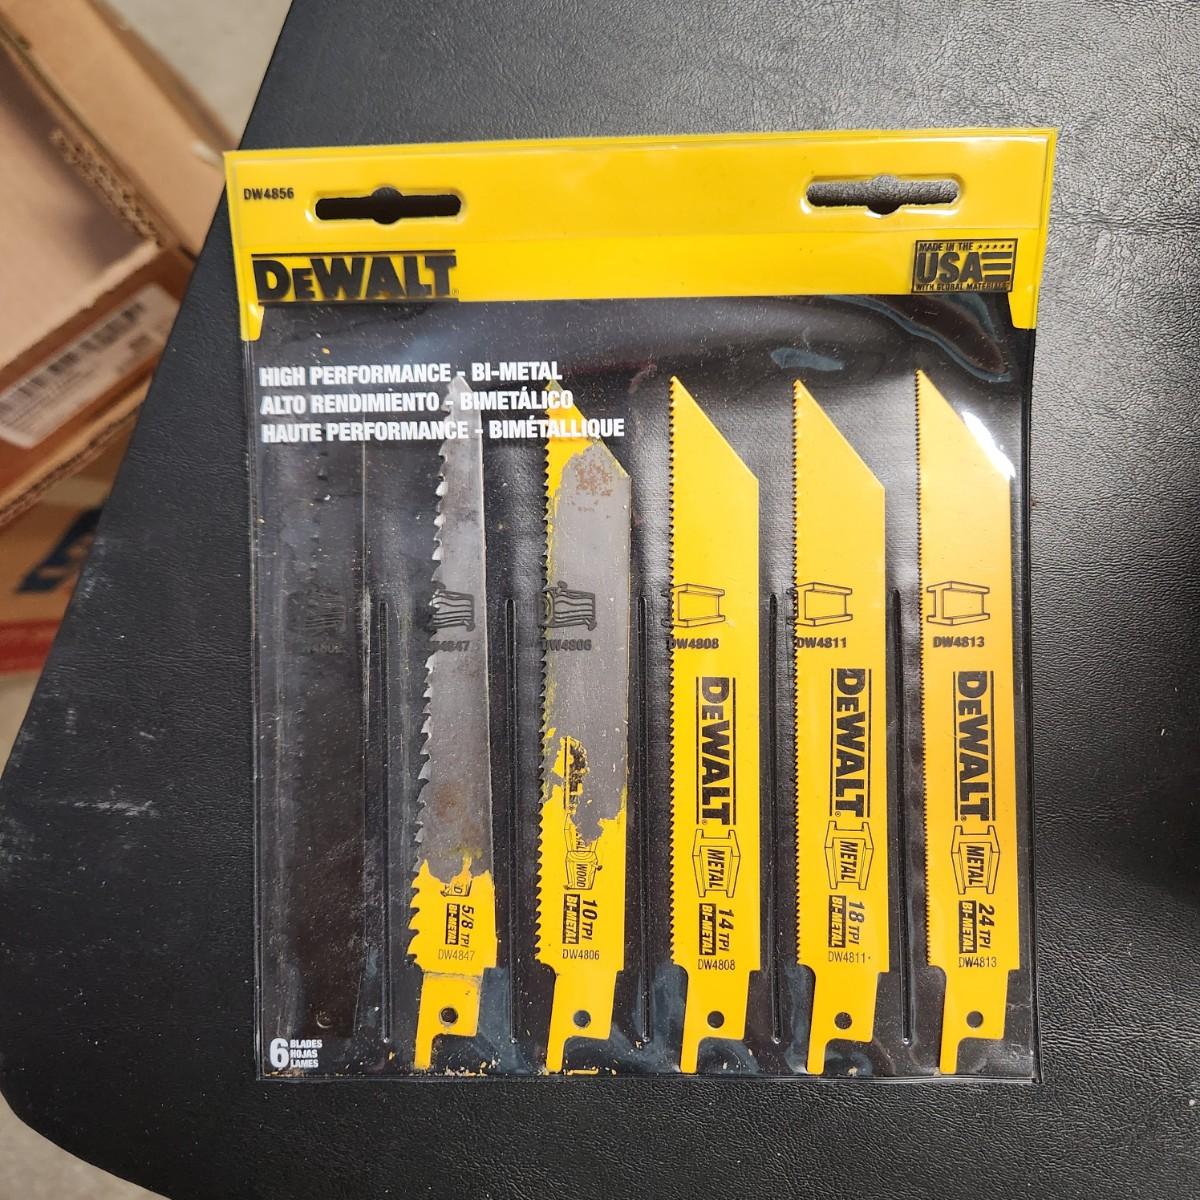 DW4856
DEWALT®
MADE IN THE
USA
WITH GLOBAL MATERIALS
HIGH PERFORMANCE - BI-METAL
ALTO RENDIMIENTO - BIMETÁLICO
HAUTE PERFORMANCE - BIMÉTALLIQUE
DW4808
DW4811
DW4813
5/8 TPI
BI-METAL
DW4847
WOOD
10 TPI
BI-METAL
DW4806
DEWALT®
METAL
14 TPI
BI-METAL
DW4808
DEWALT®
METAL
18 TPI
BI-METAL
DW4811
DEWALT®
METAL
24 TPI
BI-METAL
DW4813
6 BLADES
HOJAS
LAMES